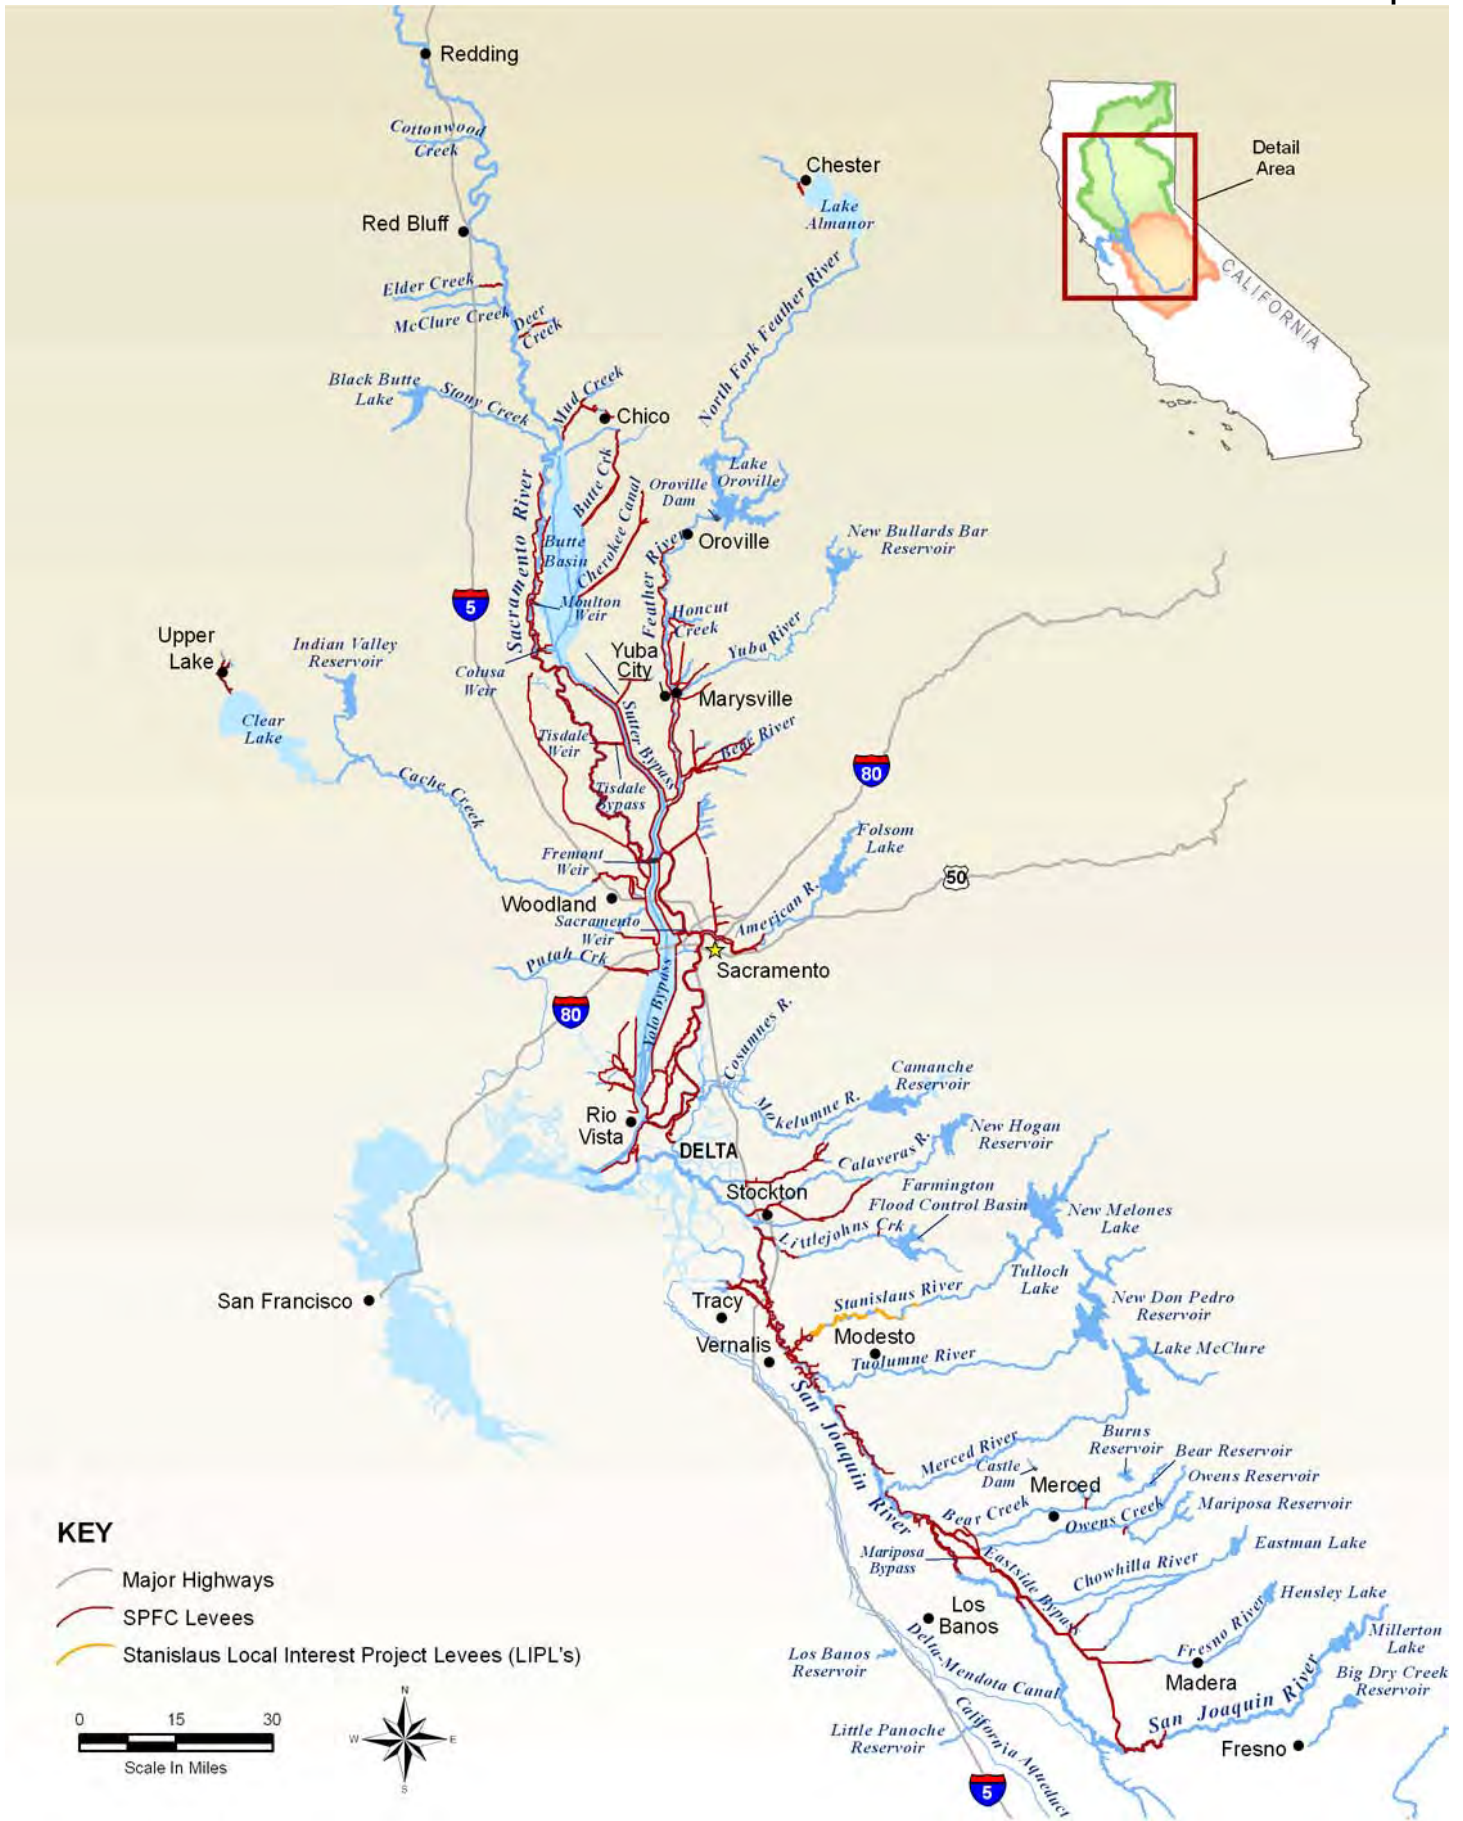 Redding
Cottonwood
Creek
Chester
Lake
Almanor
Detail
Area
CALIFORNIA
Red Bluff
Elder Creek
McClure Creek
Deer
Creek
North Fork Feather River
Black Butte
Lake
Stony Creek
Mud Creek
Chico
Sacramento River
Butte Crk
Cherokee Canal
Butte
Basin
Lake
Oroville
Oroville
Dam
Oroville
Feather River
New Bullards Bar
Reservoir
5
Moulton
Weir
Honcut
Creek
Yuba River
Upper
Lake
Indian Valley
Reservoir
Colusa
Weir
Yuba
City
Marysville
Clear
Lake
Sutter Bypass
Tisdale
Weir
Bear River
Tisdale
Bypass
80
Cache Creek
Folsom
Lake
Fremont
Weir
50
Woodland
American R.
Sacramento
Weir
Putah Crk
Sacramento
Yolo Bypass
80
Cosumnes R.
Camanche
Reservoir
Mokelumne R.
Rio
Vista
New Hogan
Reservoir
DELTA
Calaveras R.
Stockton
Farmington
Flood Control Basin
New Melones
Lake
Littlejohns Crk
Tulloch
Lake
Stanislaus River
San Francisco
Tracy
New Don Pedro
Reservoir
Vernalis
Modesto
Tuolumne River
Lake McClure
San Joaquin River
Merced River
Burns
Reservoir
Bear Reservoir
Castle
Dam
Merced
Owens Reservoir
Bear Creek
Owens Creek
Mariposa Reservoir
Mariposa
Bypass
Eastside Bypass
Eastman Lake
Chowhilla River
Los
Banos
Hensley Lake
Fresno River
Millerton
Lake
Los Banos
Reservoir
Delta-Mendota Canal
Madera
Big Dry Creek
Reservoir
San Joaquin River
Little Panoche
Reservoir
California Aqueduct
Fresno
5
KEY
Major Highways
SPFC Levees
Stanislaus Local Interest Project Levees (LIPL's)
0 15 30
Scale In Miles
N
W E
S